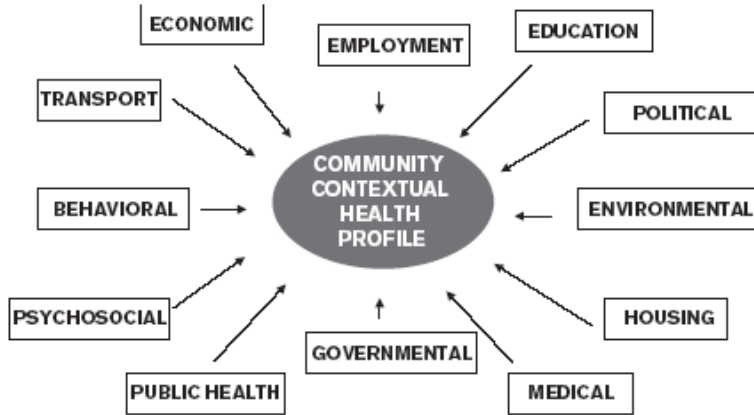 ECONOMIC
EMPLOYMENT
EDUCATION
TRANSPORT
POLITICAL
COMMUNITY
CONTEXTUAL
HEALTH
PROFILE
BEHAVIORAL
ENVIRONMENTAL
PSYCHOSOCIAL
HOUSING
GOVERNMENTAL
PUBLIC HEALTH
MEDICAL